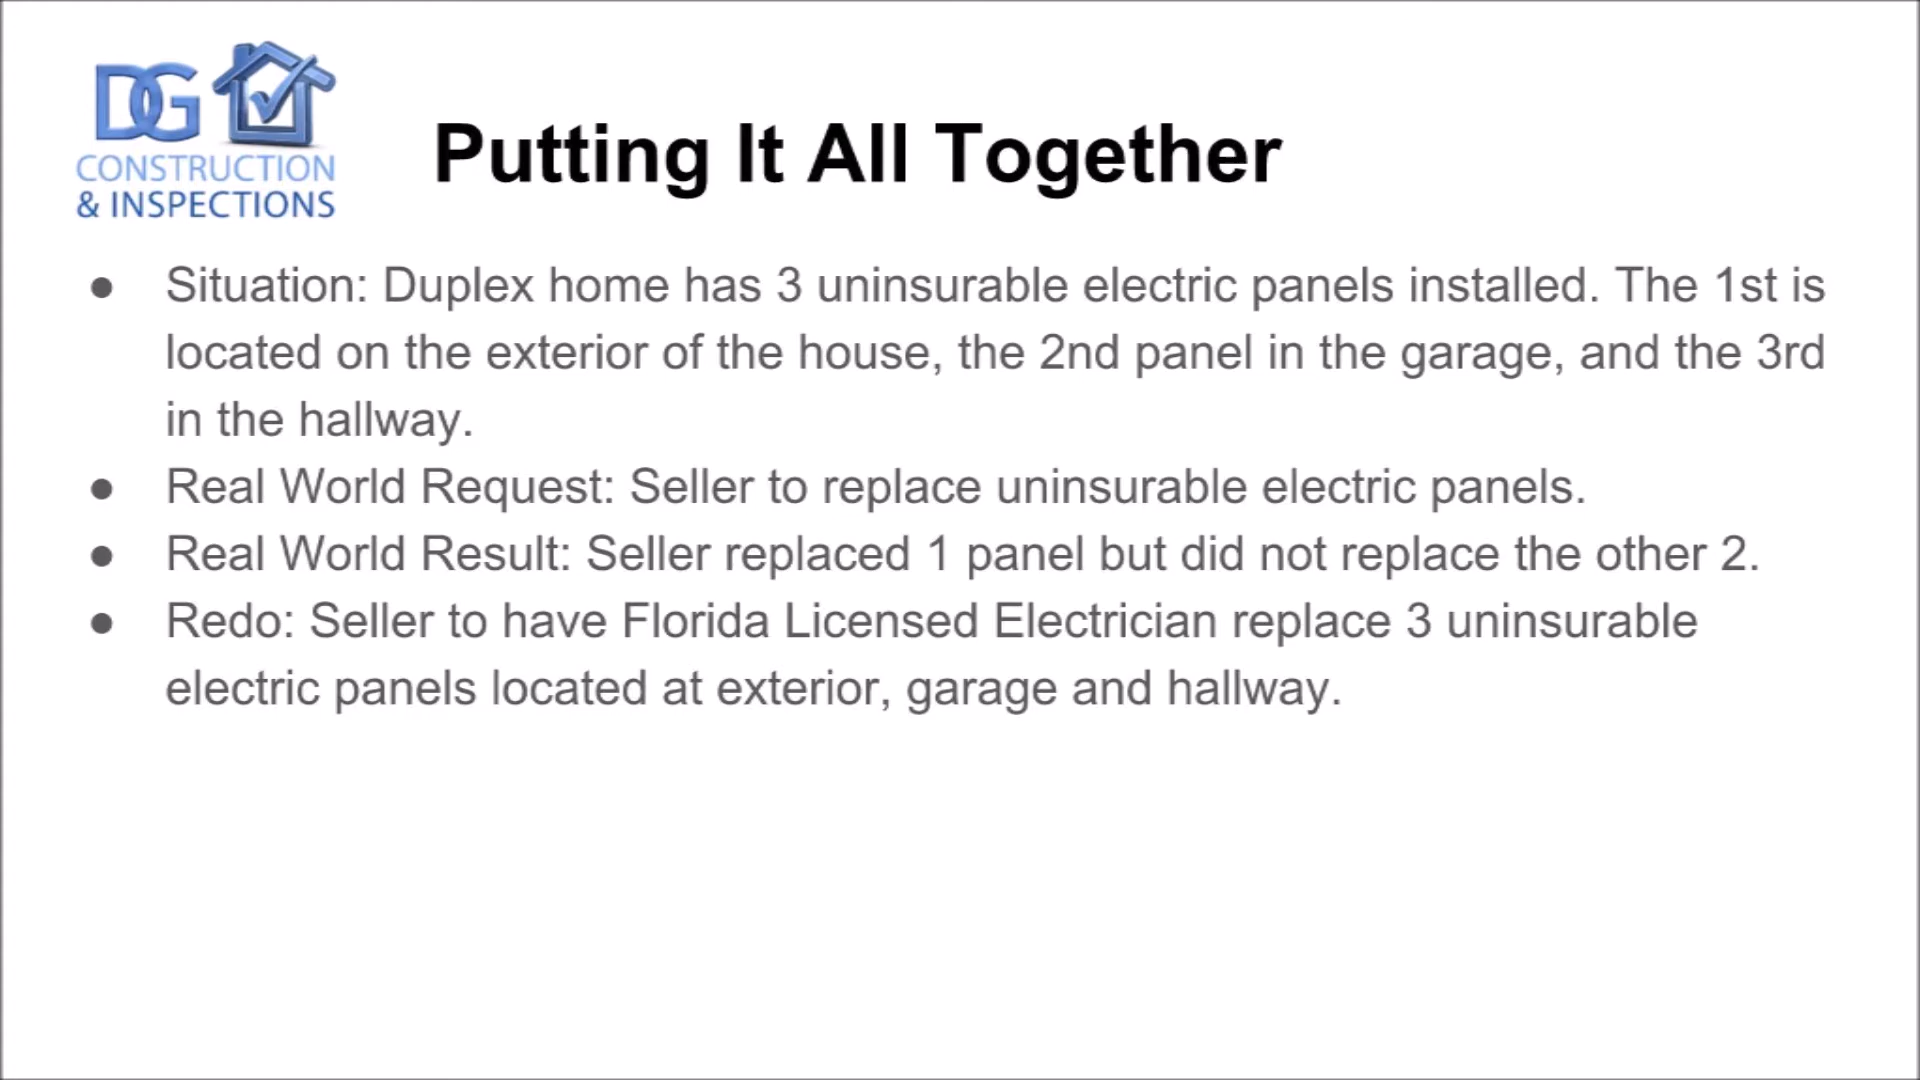 DG
CONSTRUCTION
& INSPECTIONS
Putting It All Together
● Situation: Duplex home has 3 uninsurable electric panels installed. The 1st is
located on the exterior of the house, the 2nd panel in the garage, and the 3rd
in the hallway.
● Real World Request: Seller to replace uninsurable electric panels.
● Real World Result: Seller replaced 1 panel but did not replace the other 2.
● Redo: Seller to have Florida Licensed Electrician replace 3 uninsurable
electric panels located at exterior, garage and hallway.